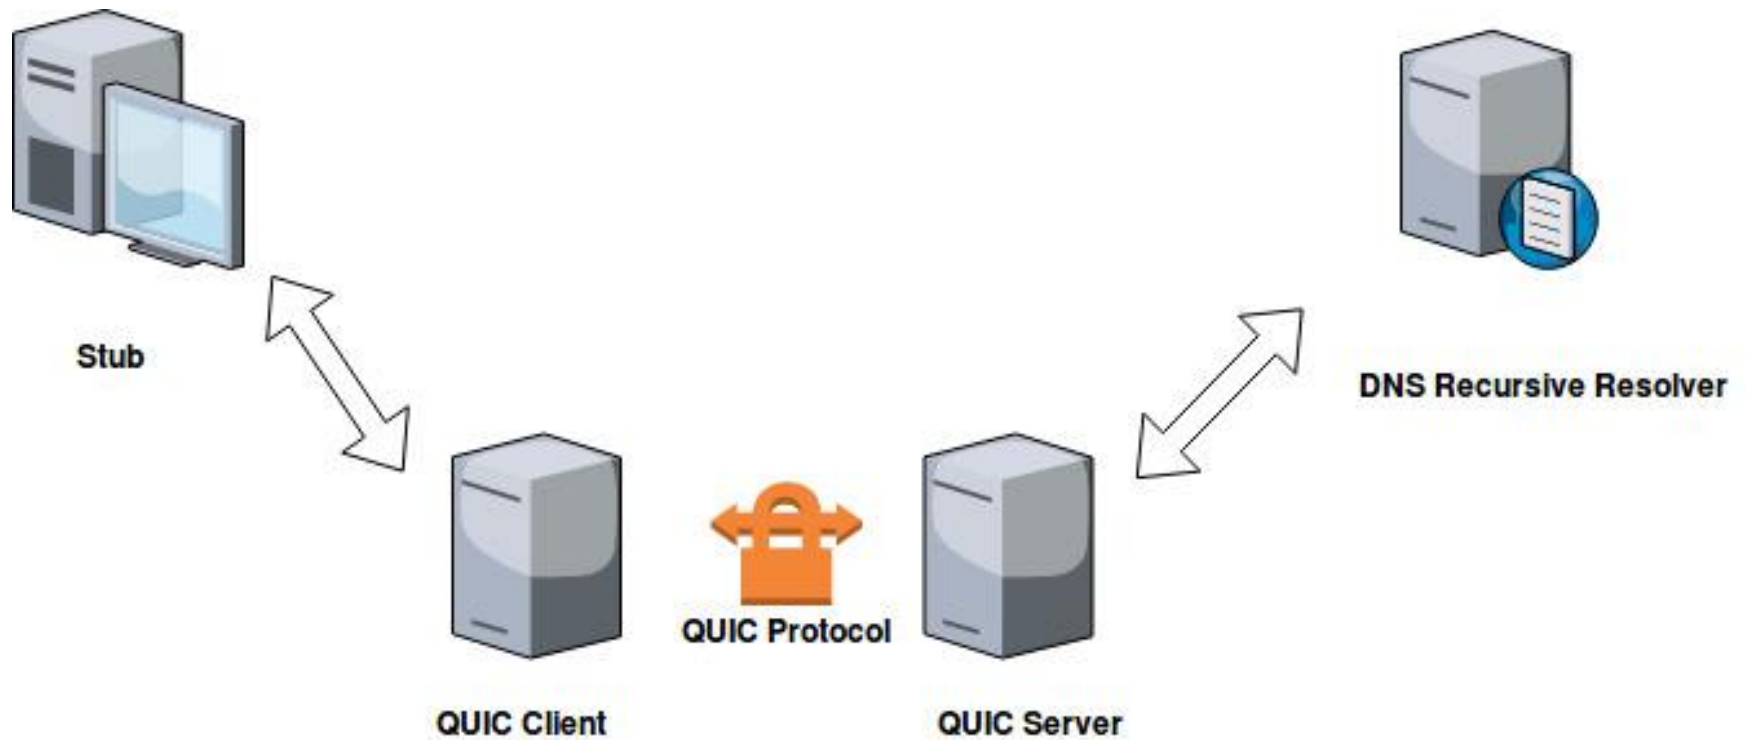 Stub
DNS Recursive Resolver
QUIC Protocol
QUIC Client
QUIC Server